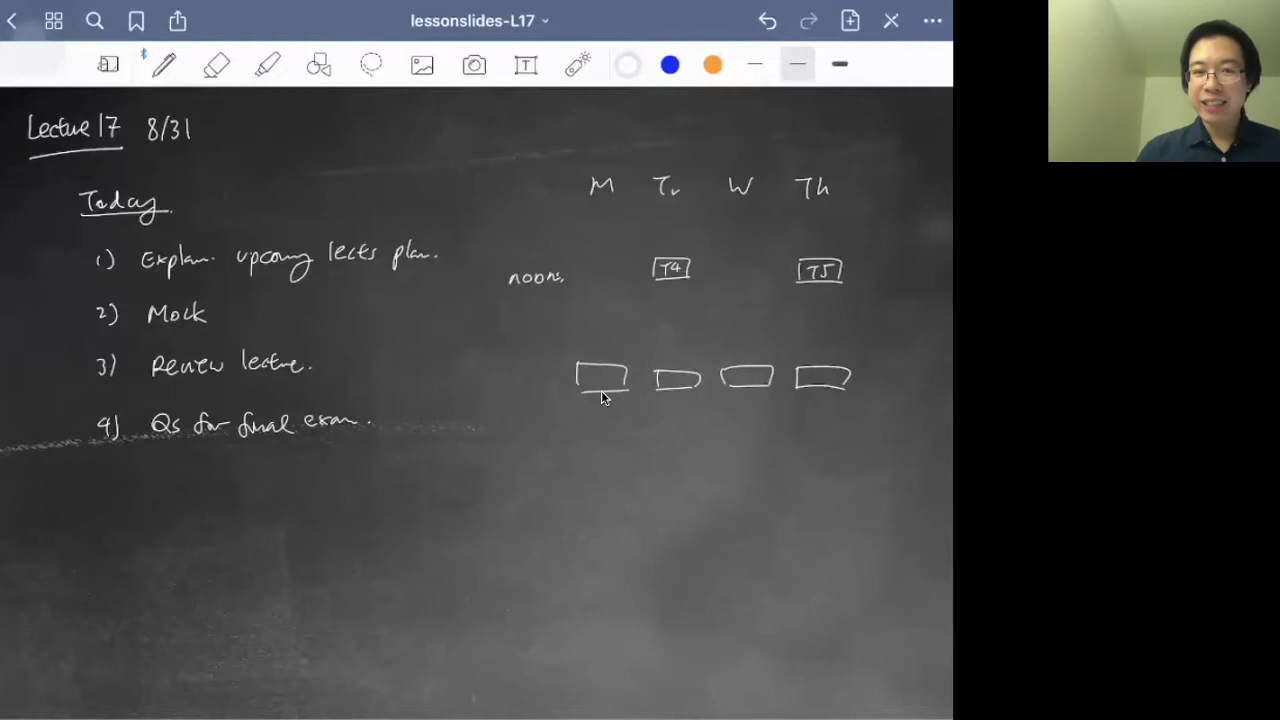 lessonslides-L17
T
Lecture 17 8/31
M Tu W Th
Today
1) Explain upcoming lects plan.
T4 T5
noons.
2) Mock
3) Review lecture.
4) Qs for final exam.